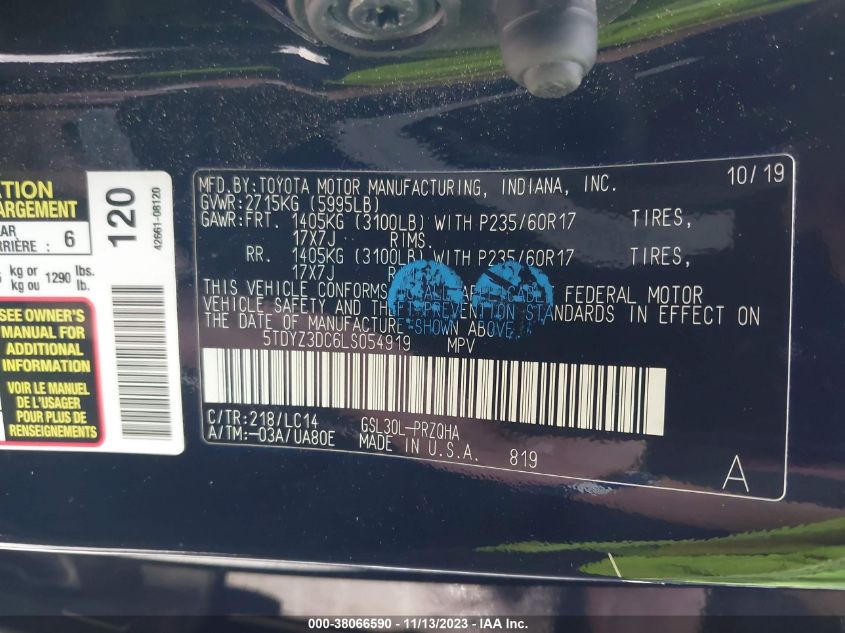 ATION
ARGEMENT
AR
RRIÈRE : 6
kg or
kg ou 1290 lbs.
lb.
SEE OWNER'S
MANUAL FOR
ADDITIONAL
INFORMATION
VOIR LE MANUEL
DE L'USAGER
POUR PLUS DE
RENSEIGNEMENTS
120
42661-08120
MFD.BY:TOYOTA MOTOR MANUFACTURING, INDIANA, INC. 10/19
GVWR:2715KG (5995LB)
GAWR:FRT. 1405KG (3100LB) WITH P235/60R17 TIRES,
17X7J RIMS
RR. 1405KG (3100LB) WITH P235/60R17 TIRES,
17X7J
THIS VEHICLE CONFORMS TO ALL APPLICABLE FEDERAL MOTOR
VEHICLE SAFETY AND THEFT PREVENTION STANDARDS IN EFFECT ON
THE DATE OF MANUFACTURE SHOWN ABOVE.
5TDYZ3DC6LS054919 MPV
C/TR:218/LC14 GSL30L-PRZQHA
A/TM:-03A/UA80E MADE IN U.S.A. 819
A
000-38066590 — 11/13/2023 — IAA Inc.